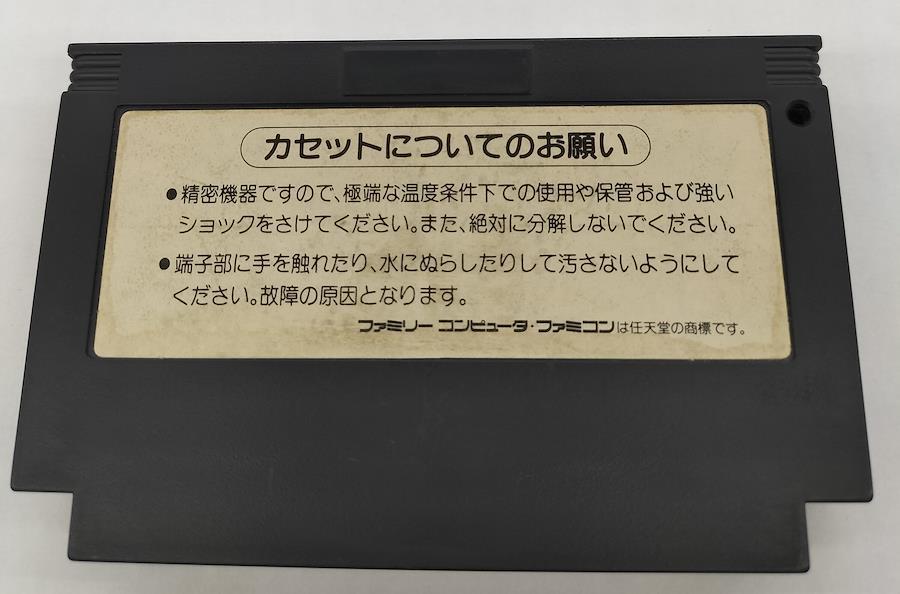 カセットについてのお願い
●精密機器ですので、極端な温度条件下での使用や保管および強い
ショックをさけてください。また、絶対に分解しないでください。
●端子部に手を触れたり、水にぬらしたりして汚さないようにして
ください。故障の原因となります。
ファミリー コンピュータ・ファミコンは任天堂の商標です。